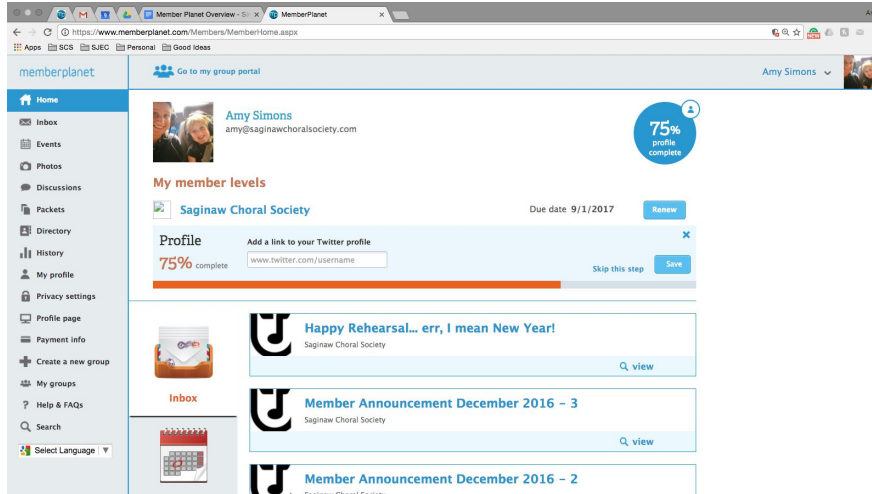 Member Planet Overview - S
MemberPlanet
https://www.memberplanet.com/Members/MemberHome.aspx
Apps SCS SJEC Personal Good Ideas
memberplanet
Go to my group portal
Amy Simons
Home
Inbox
Events
Photos
Discussions
Packets
Directory
History
My profile
Privacy settings
Profile page
Payment info
Create a new group
My groups
Help & FAQs
Search
Select Language
Amy Simons
amy@saginawchoralsociety.com
75%
profile
complete
My member levels
Saginaw Choral Society
Due date 9/1/2017
Renew
Profile
75% complete
Add a link to your Twitter profile
www.twitter.com/username
Skip this step
Save
Inbox
Happy Rehearsal... err, I mean New Year!
Saginaw Choral Society
view
Member Announcement December 2016 - 3
Saginaw Choral Society
view
Member Announcement December 2016 - 2
Saginaw Choral Society